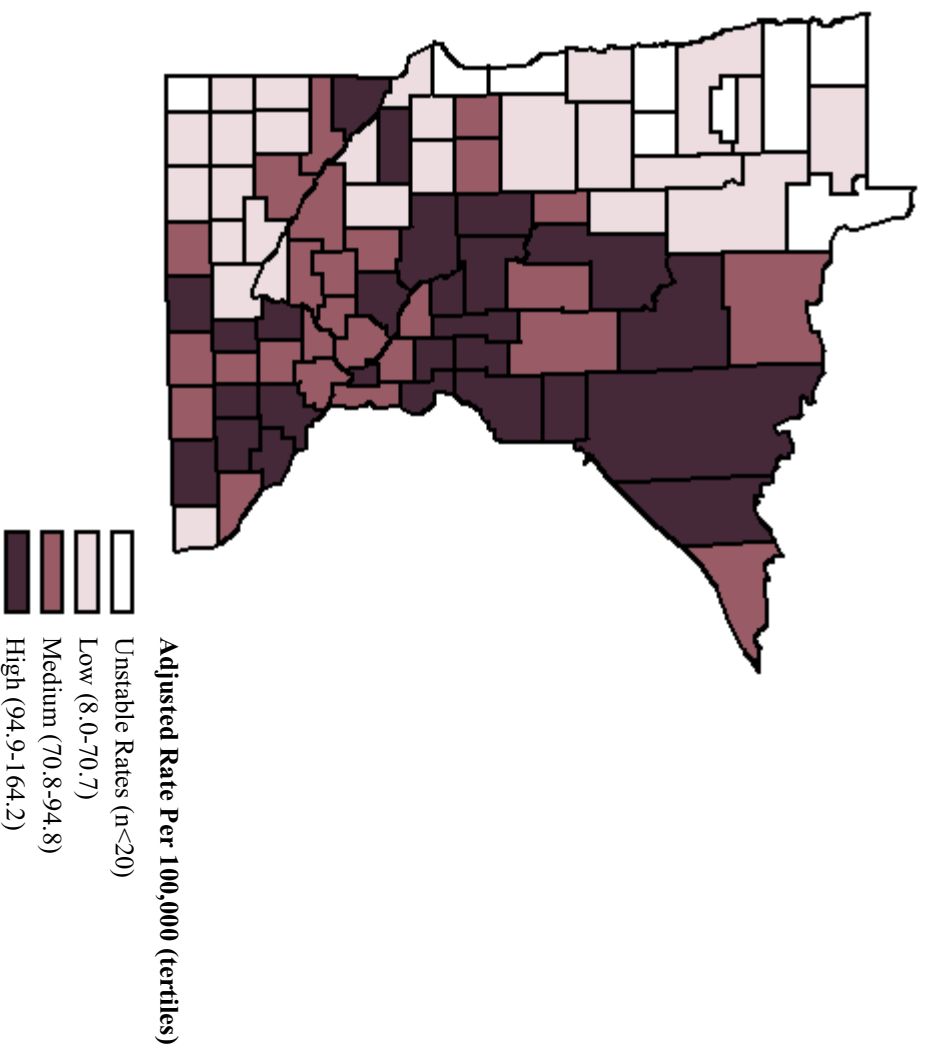 Adjusted Rate Per 100,000 (tertiles)
Unstable Rates (n<20)
Low (8.0-70.7)
Medium (70.8-94.8)
High (94.9-164.2)